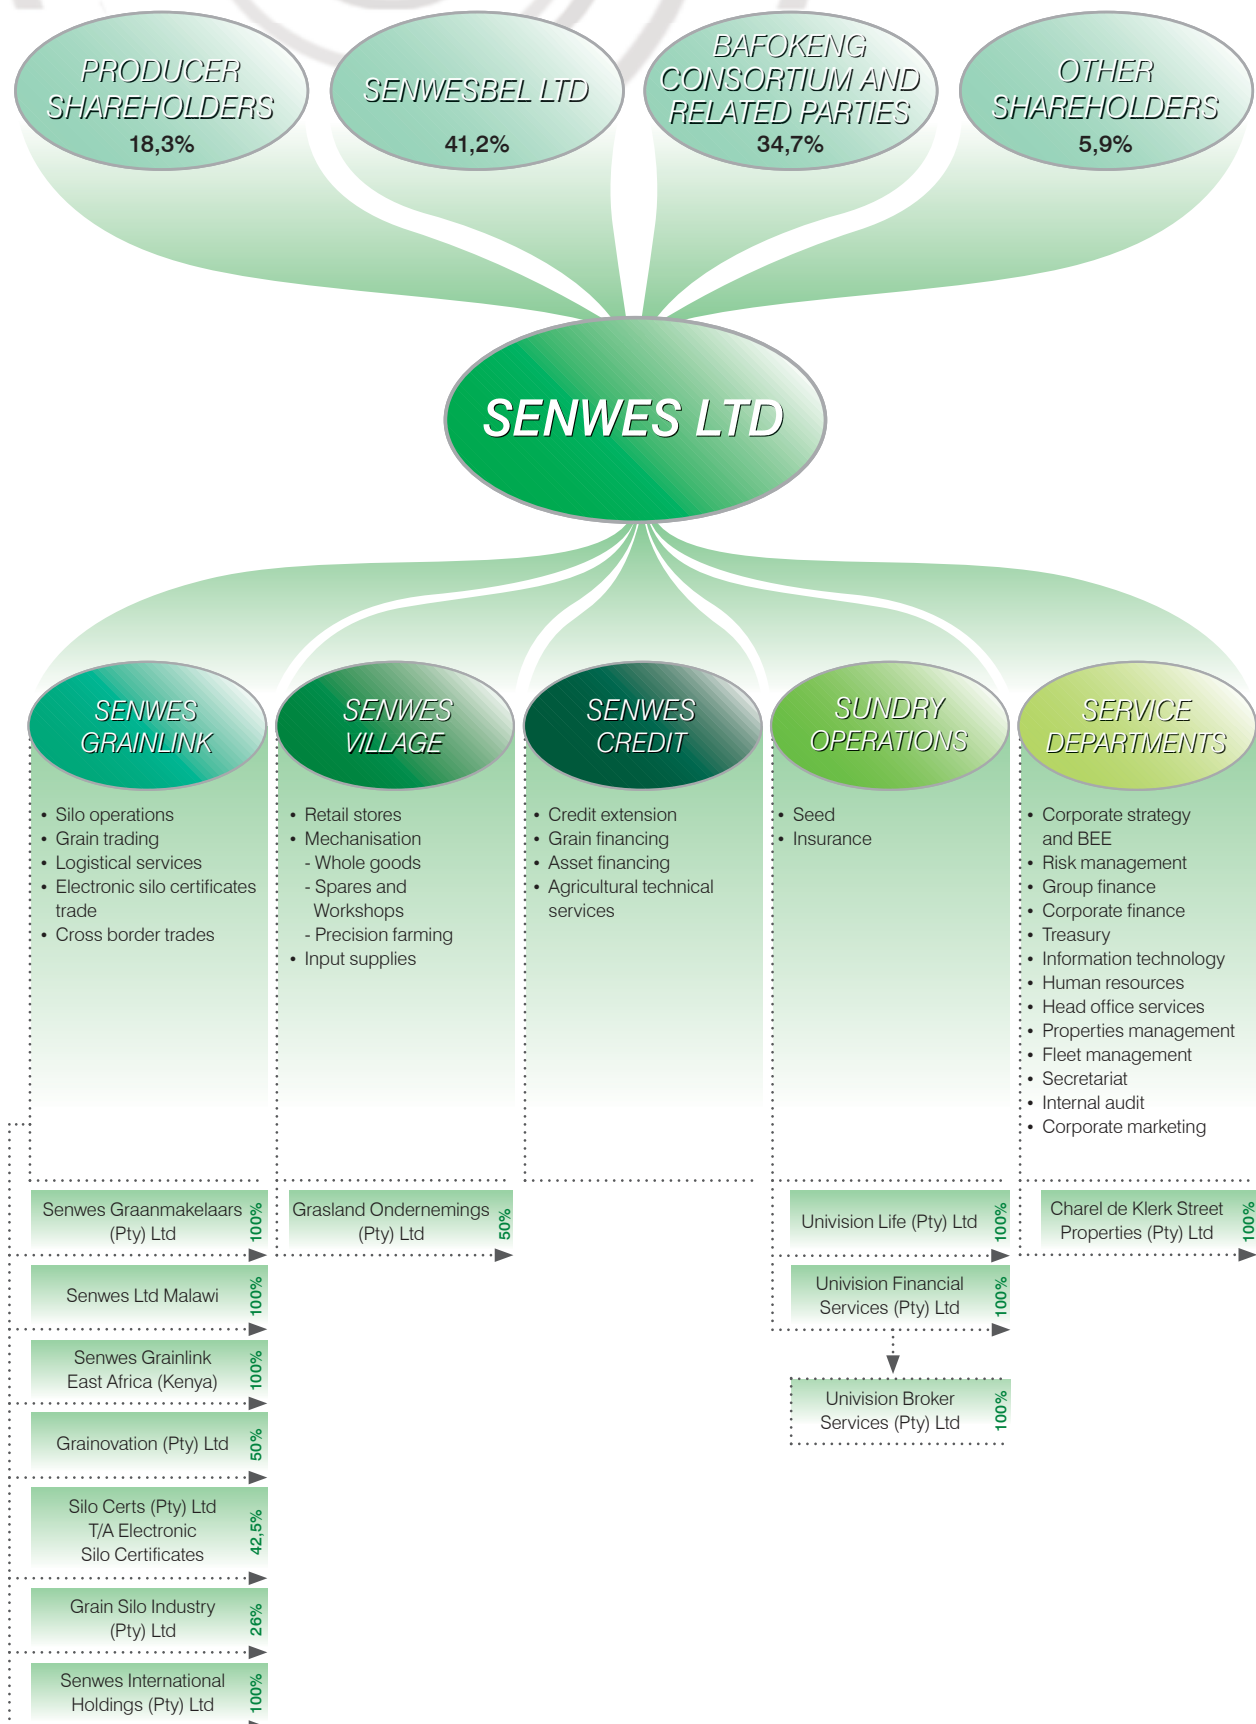 PRODUCER
SHAREHOLDERS
18,3%
SENWESBEL LTD
41,2%
BAFOKENG
CONSORTIUM AND
RELATED PARTIES
34,7%
OTHER
SHAREHOLDERS
5,9%
SENWES LTD
SENWES
GRAINLINK
• Silo operations
• Grain trading
• Logistical services
• Electronic silo certificates
trade
• Cross border trades
SENWES
VILLAGE
• Retail stores
• Mechanisation
- Whole goods
- Spares and
Workshops
- Precision farming
• Input supplies
SENWES
CREDIT
• Credit extension
• Grain financing
• Asset financing
• Agricultural technical
services
SUNDRY
OPERATIONS
• Seed
• Insurance
SERVICE
DEPARTMENTS
• Corporate strategy
and BEE
• Risk management
• Group finance
• Corporate finance
• Treasury
• Information technology
• Human resources
• Head office services
• Properties management
• Fleet management
• Secretariat
• Internal audit
• Corporate marketing
Senwes Graanmakelaars
(Pty) Ltd
100%
Senwes Ltd Malawi
100%
Senwes Grainlink
East Africa (Kenya)
100%
Grainovation (Pty) Ltd
50%
Silo Certs (Pty) Ltd
T/A Electronic
Silo Certificates
42,5%
Grain Silo Industry
(Pty) Ltd
26%
Senwes International
Holdings (Pty) Ltd
100%
Grasland Ondernemings
(Pty) Ltd
50%
Univision Life (Pty) Ltd
100%
Univision Financial
Services (Pty) Ltd
100%
Univision Broker
Services (Pty) Ltd
100%
Charel de Klerk Street
Properties (Pty) Ltd
100%